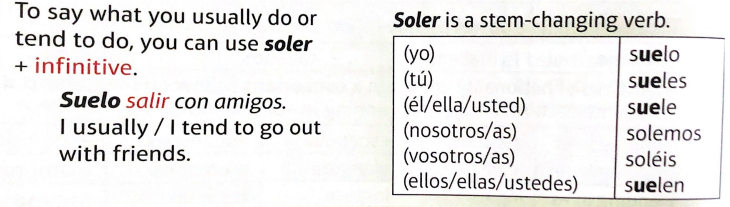 To say what you usually do or
tend to do, you can use soler
+ infinitive.
Suelo salir con amigos.
I usually / I tend to go out
with friends.
Soler is a stem-changing verb.
(yo) suelo
(tú) sueles
(él/ella/usted) suele
(nosotros/as) solemos
(vosotros/as) soléis
(ellos/ellas/ustedes) suelen